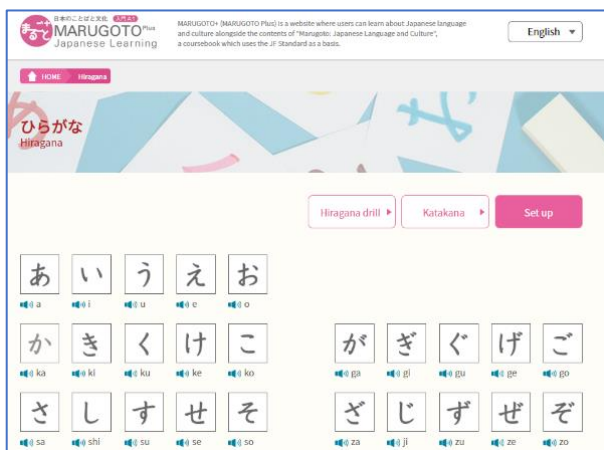 日本のことばと文化 入門 A1
まるごと+
MARUGOTO Plus
Japanese Learning
MARUGOTO+ (MARUGOTO Plus) is a website where users can learn about Japanese language
and culture alongside the contents of "Marugoto: Japanese Language and Culture",
a coursebook which uses the JF Standard as a basis.
English
HOME Hiragana
ひらがな
Hiragana
Hiragana drill Katakana Set up
あ い う え お
a i u e o
か き く け こ が ぎ ぐ げ ご
ka ki ku ke ko ga gi gu ge go
さ し す せ そ ざ じ ず ぜ ぞ
sa shi su se so za ji zu ze zo